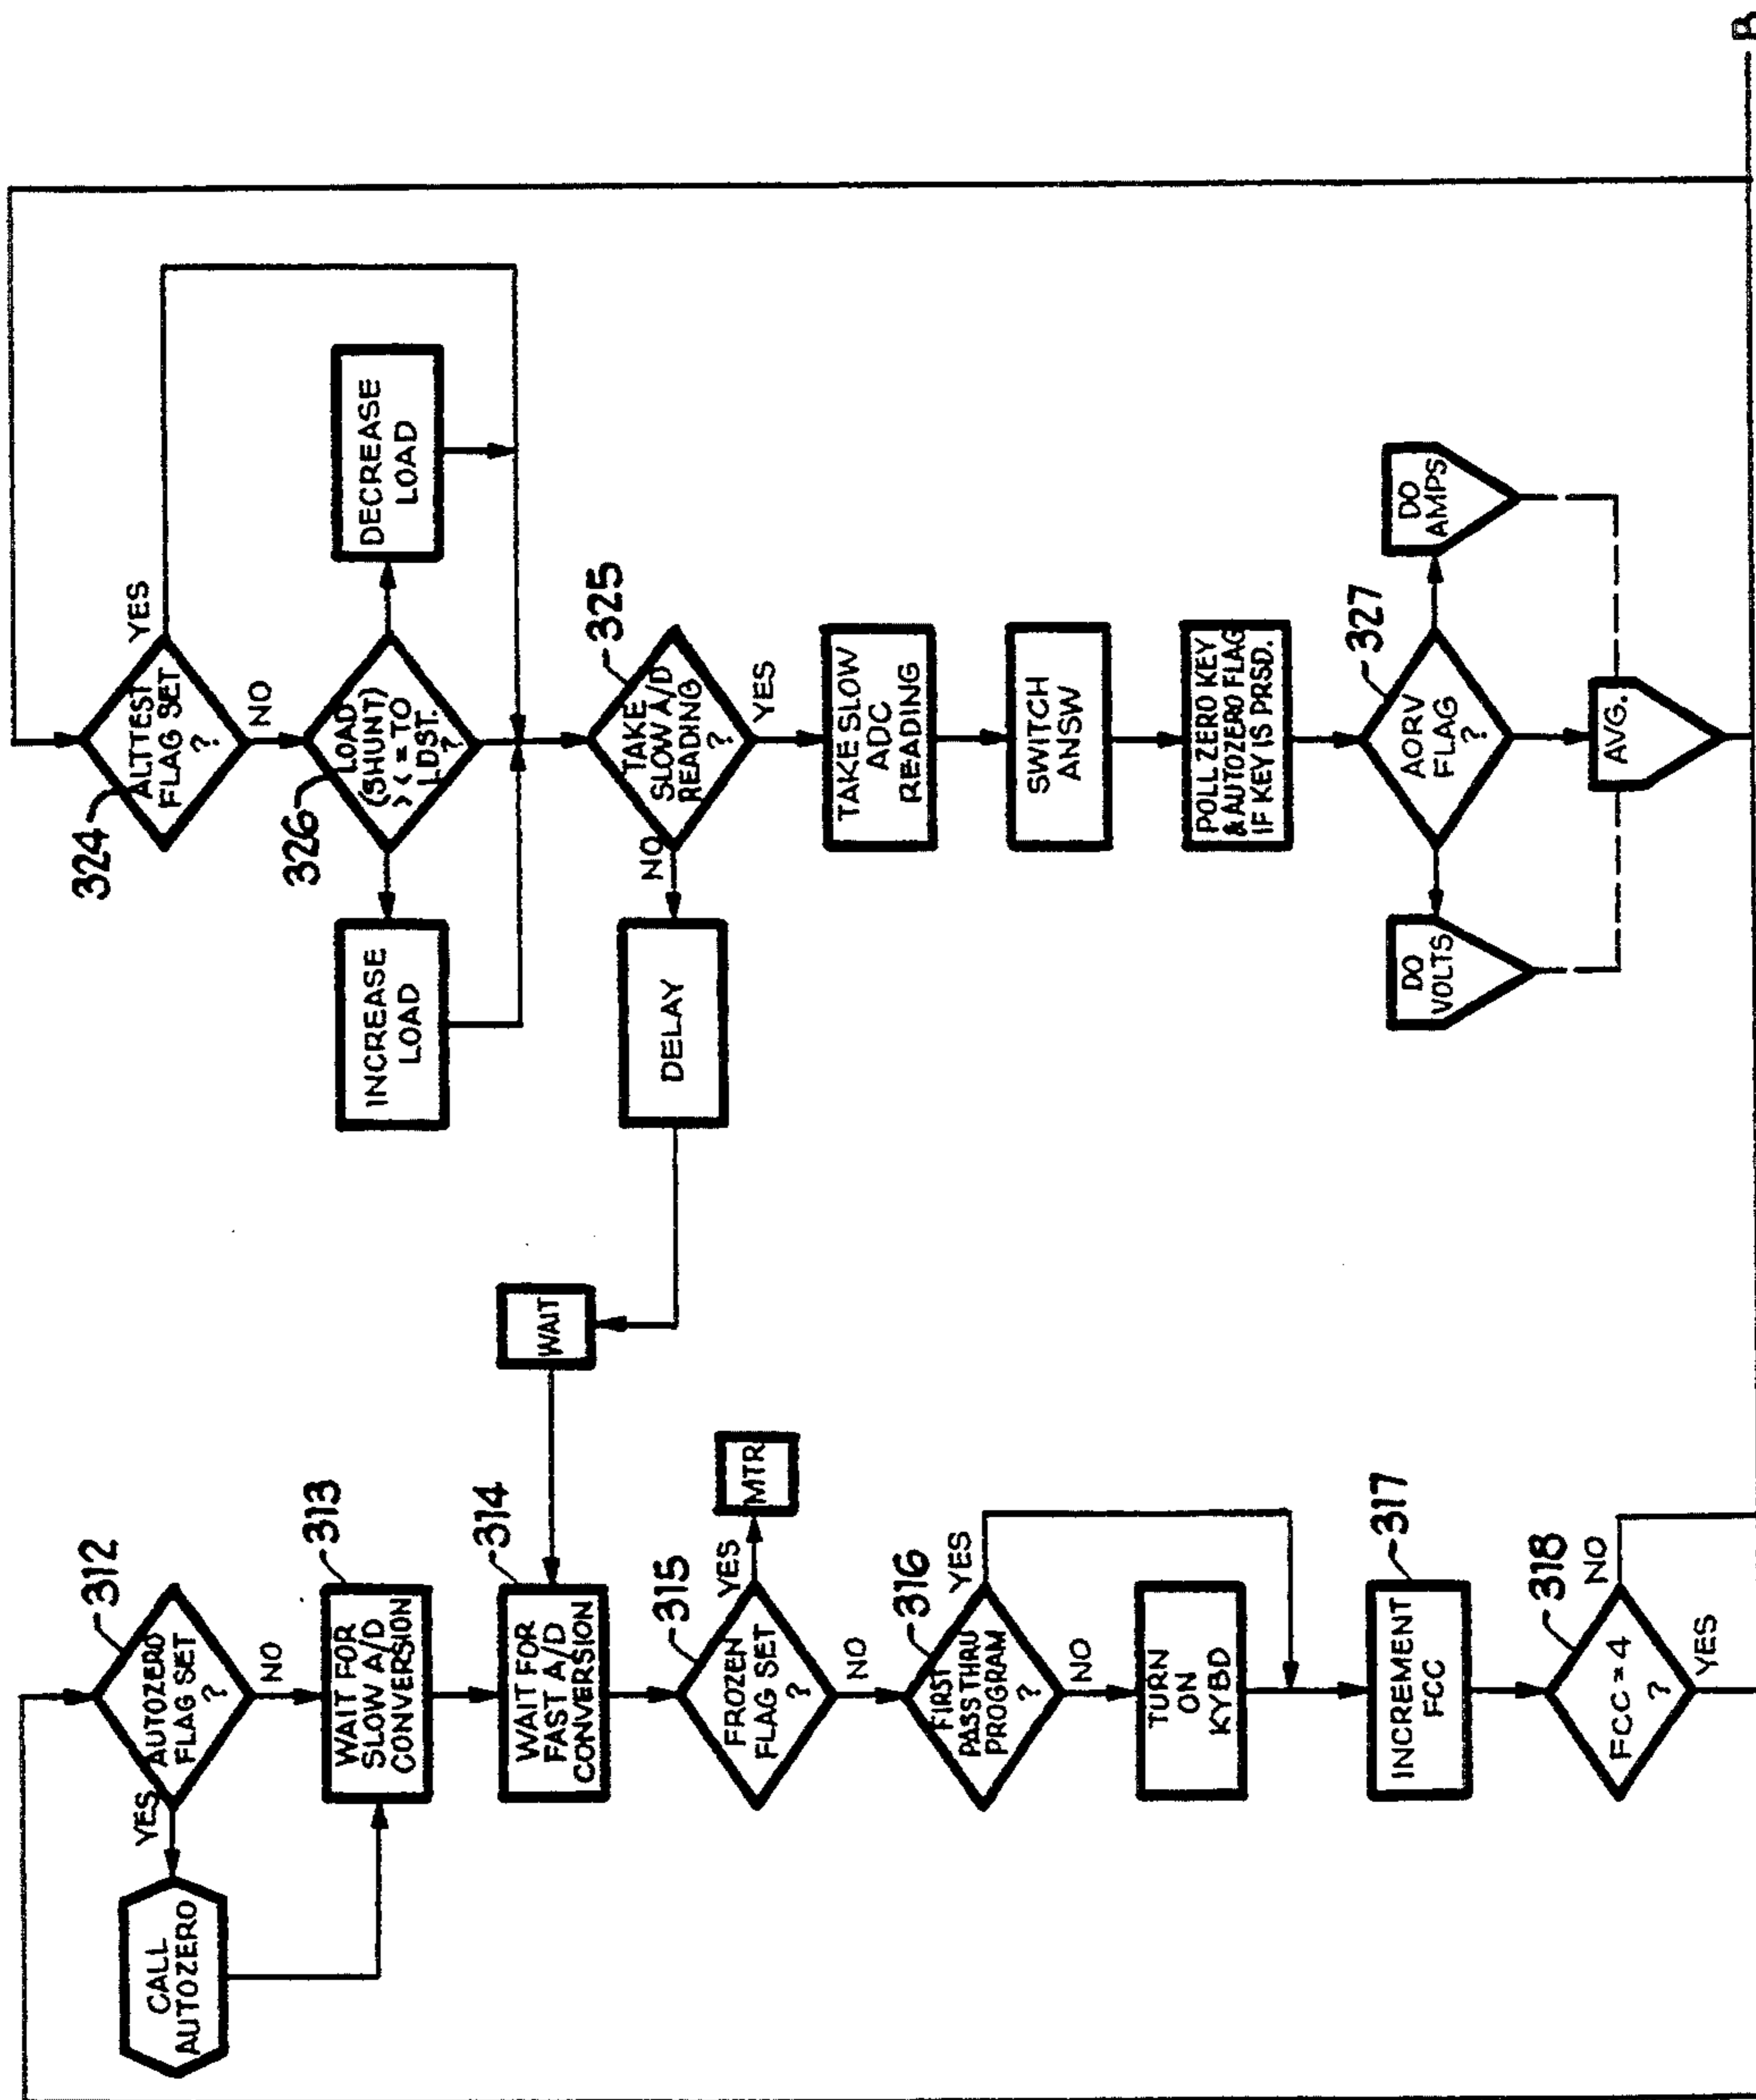 312
AUTOZERO
FLAG SET
?
YES
NO
CALL
AUTOZERO
313
WAIT FOR
SLOW A/D
CONVERSION
314
WAIT FOR
FAST A/D
CONVERSION
WAIT
315
FROZEN
FLAG SET
?
YES
MTR
NO
316
FIRST
PASS THRU
PROGRAM
?
YES
NO
TURN
ON
KYBD
317
INCREMENT
FCC
318
FCC = 4
?
NO
YES
324
ALTTEST
FLAG SET
?
YES
NO
326
LOAD
(SHUNT)
> < = TO
LDST.
?
INCREASE
LOAD
DECREASE
LOAD
325
TAKE
SLOW A/D
READING
?
NO
YES
DELAY
TAKE SLOW
ADC
READING
SWITCH
ANSW
POLL ZERO KEY
& AUTOZERO FLAG
IF KEY IS PRSD.
327
AORV
FLAG
?
DO
VOLTS
DO
AMPS
AVG.